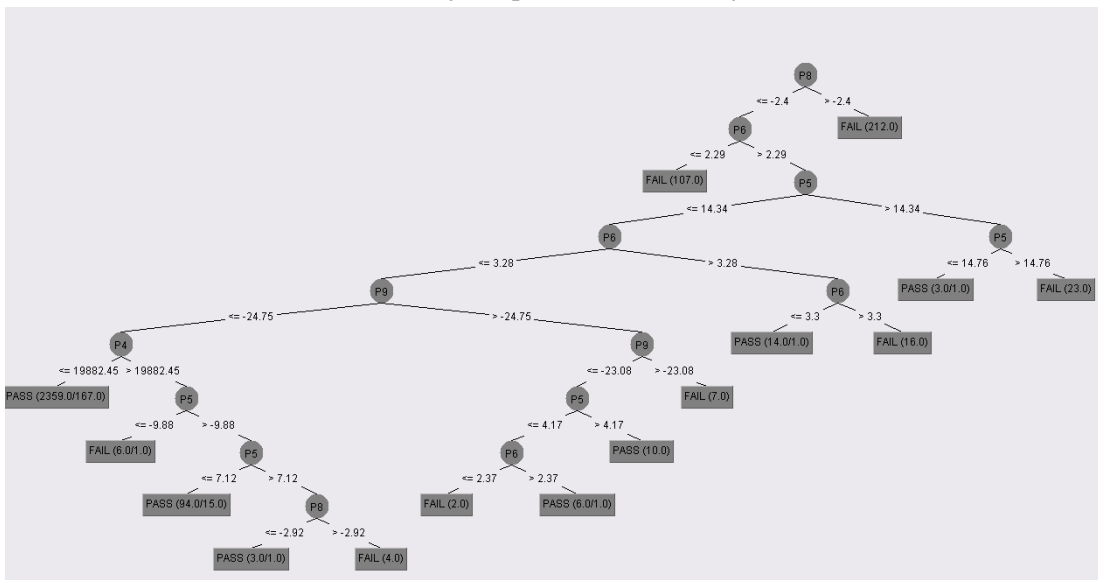 P8
<= -2.4 > -2.4
P6 FAIL (212.0)
<= 2.29 > 2.29
FAIL (107.0) P5
<= 14.34 > 14.34
P6 P5
<= 3.28 > 3.28 <= 14.76 > 14.76
P9 P6 PASS (3.0/1.0) FAIL (23.0)
<= -24.75 > -24.75 <= 3.3 > 3.3
P4 P9 PASS (14.0/1.0) FAIL (16.0)
<= 19882.45 > 19882.45 <= -23.08 > -23.08
PASS (2359.0/167.0) P5 P5 FAIL (7.0)
<= -9.88 > -9.88 <= 4.17 > 4.17
FAIL (6.0/1.0) P5 P6 PASS (10.0)
<= 7.12 > 7.12 <= 2.37 > 2.37
PASS (94.0/15.0) P8 FAIL (2.0) PASS (6.0/1.0)
<= -2.92 > -2.92
PASS (3.0/1.0) FAIL (4.0)